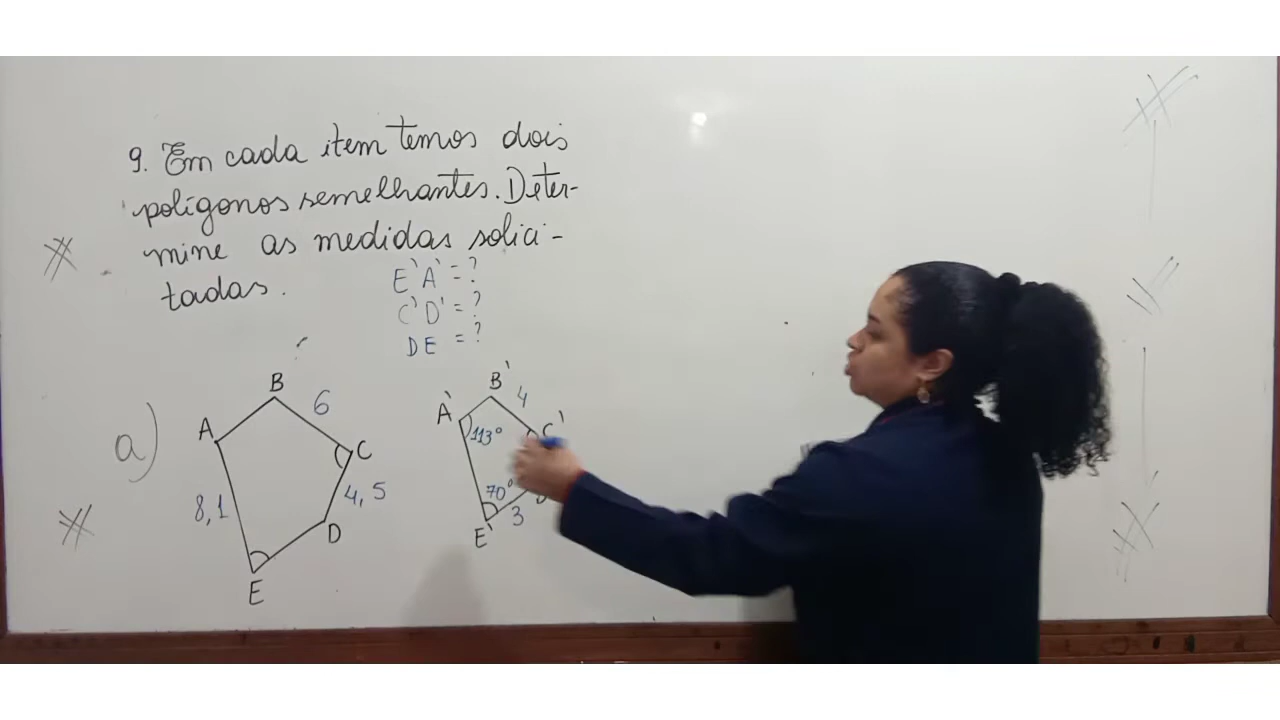 9. Em cada item temos dois
polígonos semelhantes. Deter-
mine as medidas solici-
tadas.
E'A' = ?
C'D' = ?
DE = ?
a)
B
6
A
C
8,1
4,5
D
E
B'
4
A'
C'
113°
70°
3
E'